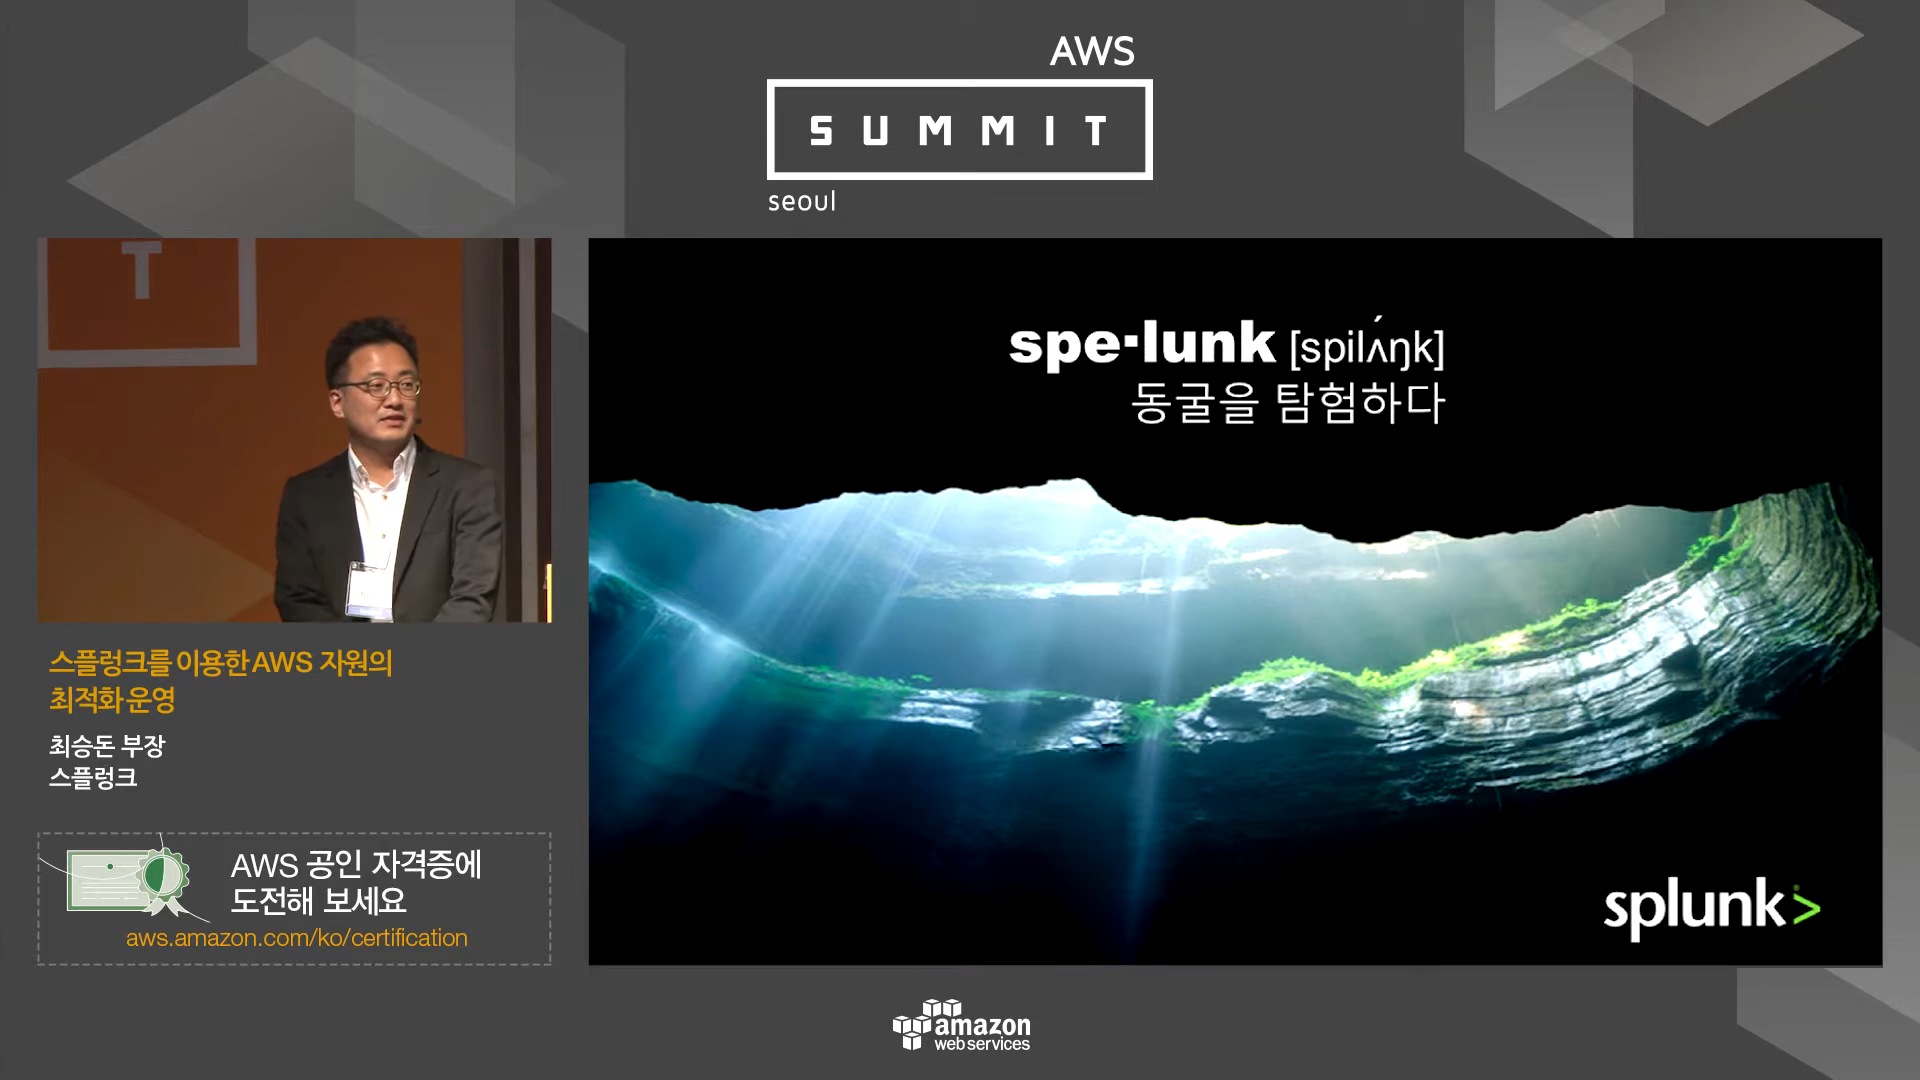 AWS
SUMMIT
seoul
T
spe·lunk [spilʌ́ŋk]
동굴을 탐험하다
splunk>
스플렁크를 이용한 AWS 자원의
최적화 운영
최승돈 부장
스플렁크
AWS 공인 자격증에
도전해 보세요
aws.amazon.com/ko/certification
amazon
web services